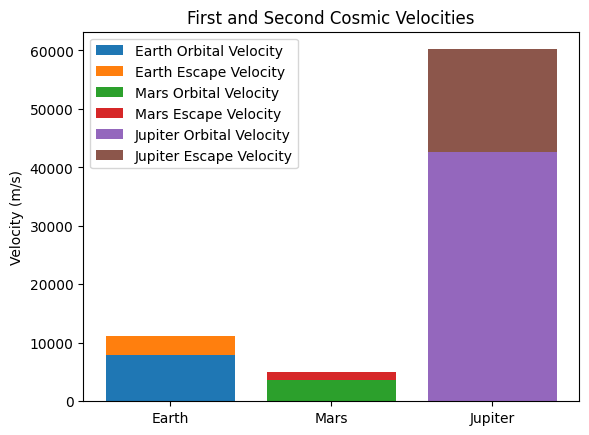 First and Second Cosmic Velocities
Earth Orbital Velocity
Earth Escape Velocity
Mars Orbital Velocity
Mars Escape Velocity
Jupiter Orbital Velocity
Jupiter Escape Velocity
Velocity (m/s)
60000
50000
40000
30000
20000
10000
0
Earth Mars Jupiter